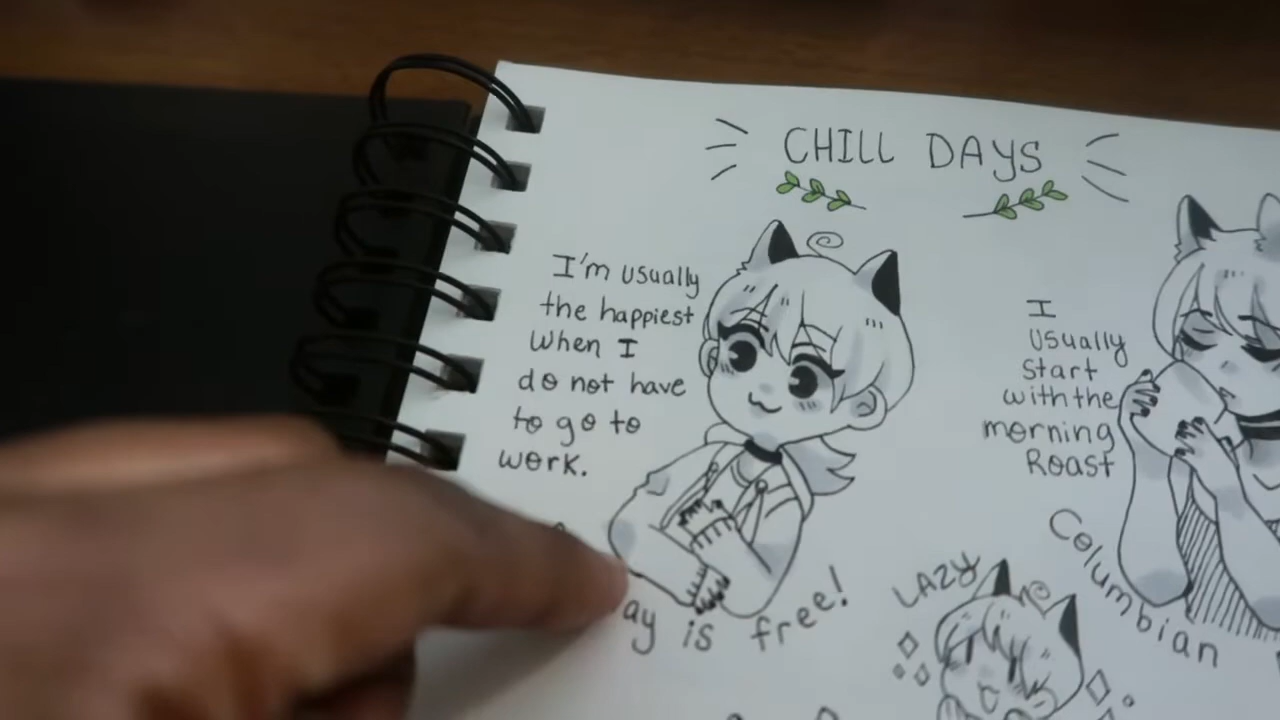 CHILL DAYS
I'm usually
the happiest
when I
do not have
to go to
work.
is free!
I
usually
start
with the
morning
Roast
Columbian
LAZY